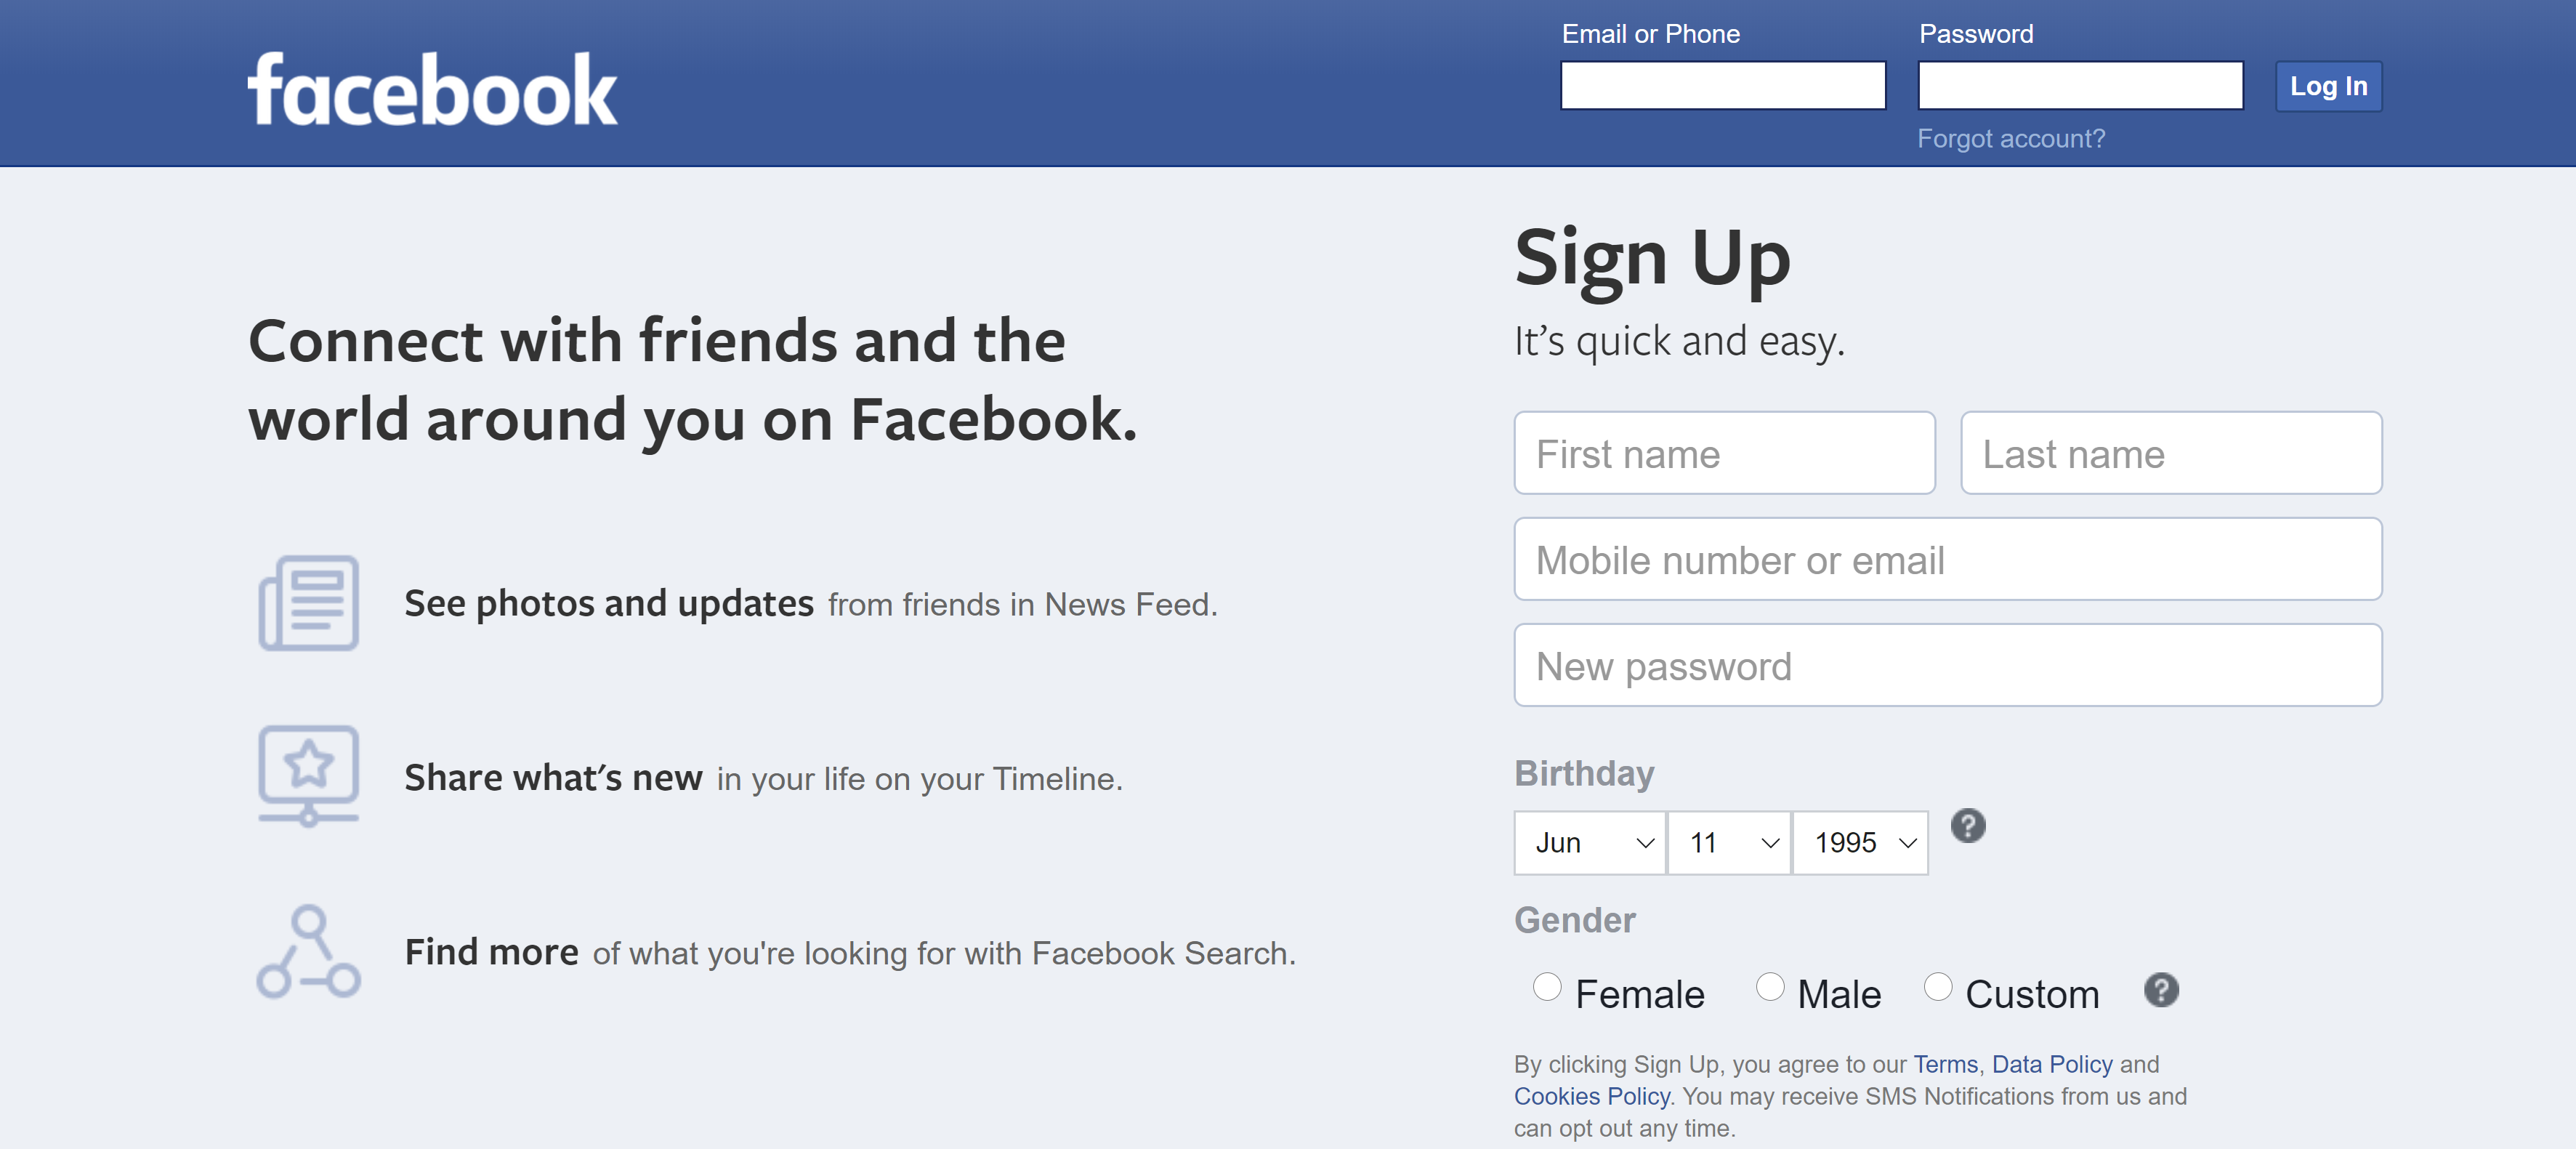 facebook
Email or Phone
Password
Log In
Forgot account?
Connect with friends and the
world around you on Facebook.
See photos and updates from friends in News Feed.
Share what's new in your life on your Timeline.
Find more of what you're looking for with Facebook Search.
Sign Up
It’s quick and easy.
First name
Last name
Mobile number or email
New password
Birthday
Jun 11 1995 ?
Gender
Female Male Custom ?
By clicking Sign Up, you agree to our Terms, Data Policy and
Cookies Policy. You may receive SMS Notifications from us and
can opt out any time.